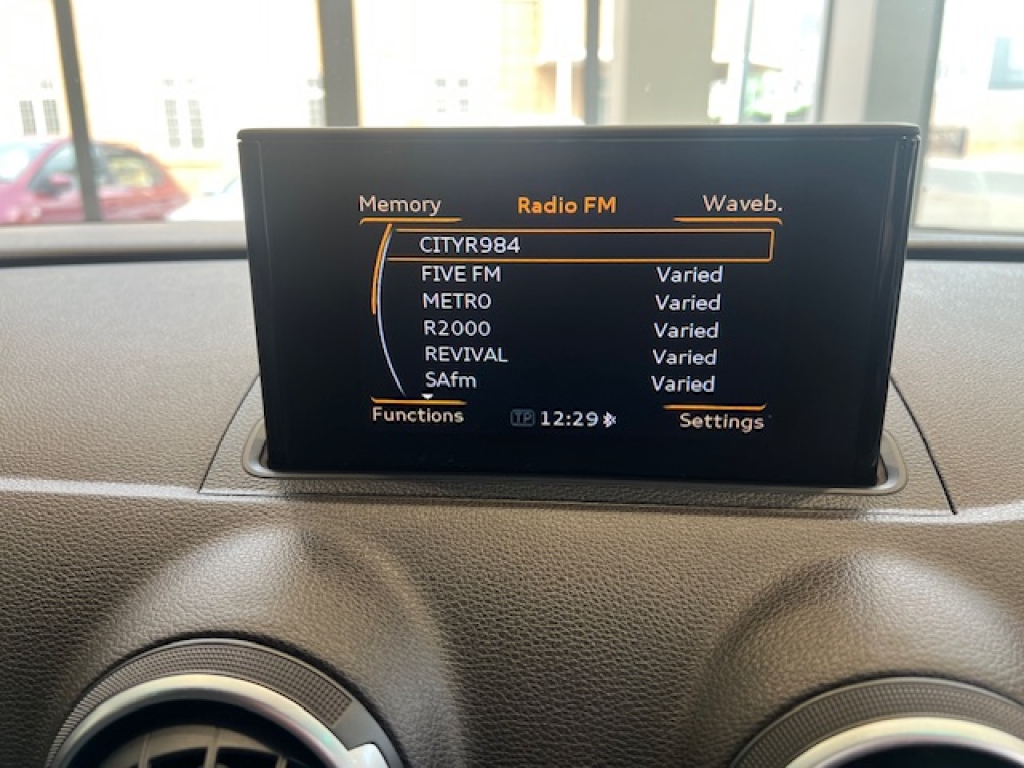 Memory Radio FM Waveb.
CITYR984
FIVE FM Varied
METRO Varied
R2000 Varied
REVIVAL Varied
SAfm Varied
Functions TP 12:29 Settings